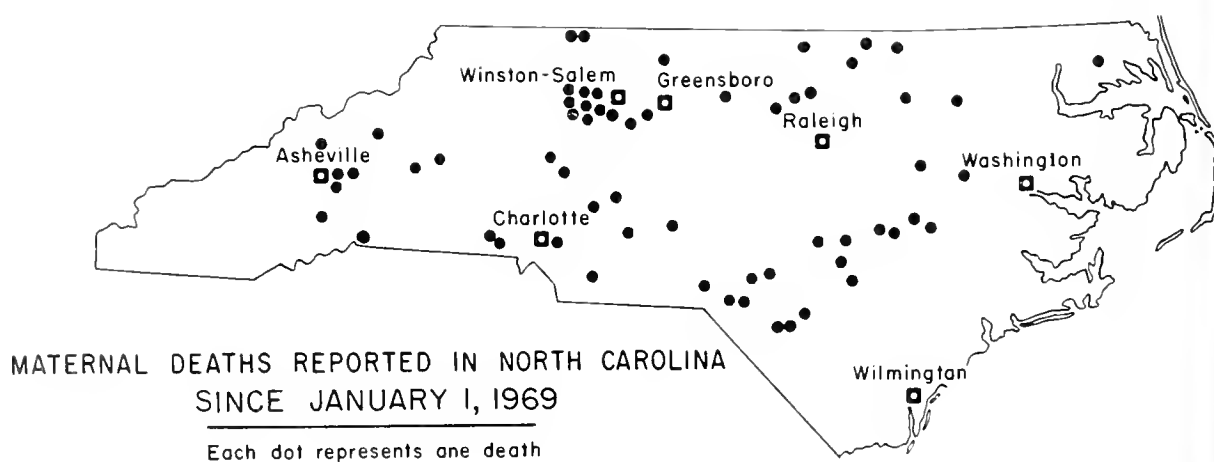 Winston-Salem
Greensboro
Raleigh
Asheville
Washington
Charlotte
MATERNAL DEATHS REPORTED IN NORTH CAROLINA
SINCE JANUARY 1, 1969
Wilmington
Each dot represents ane death